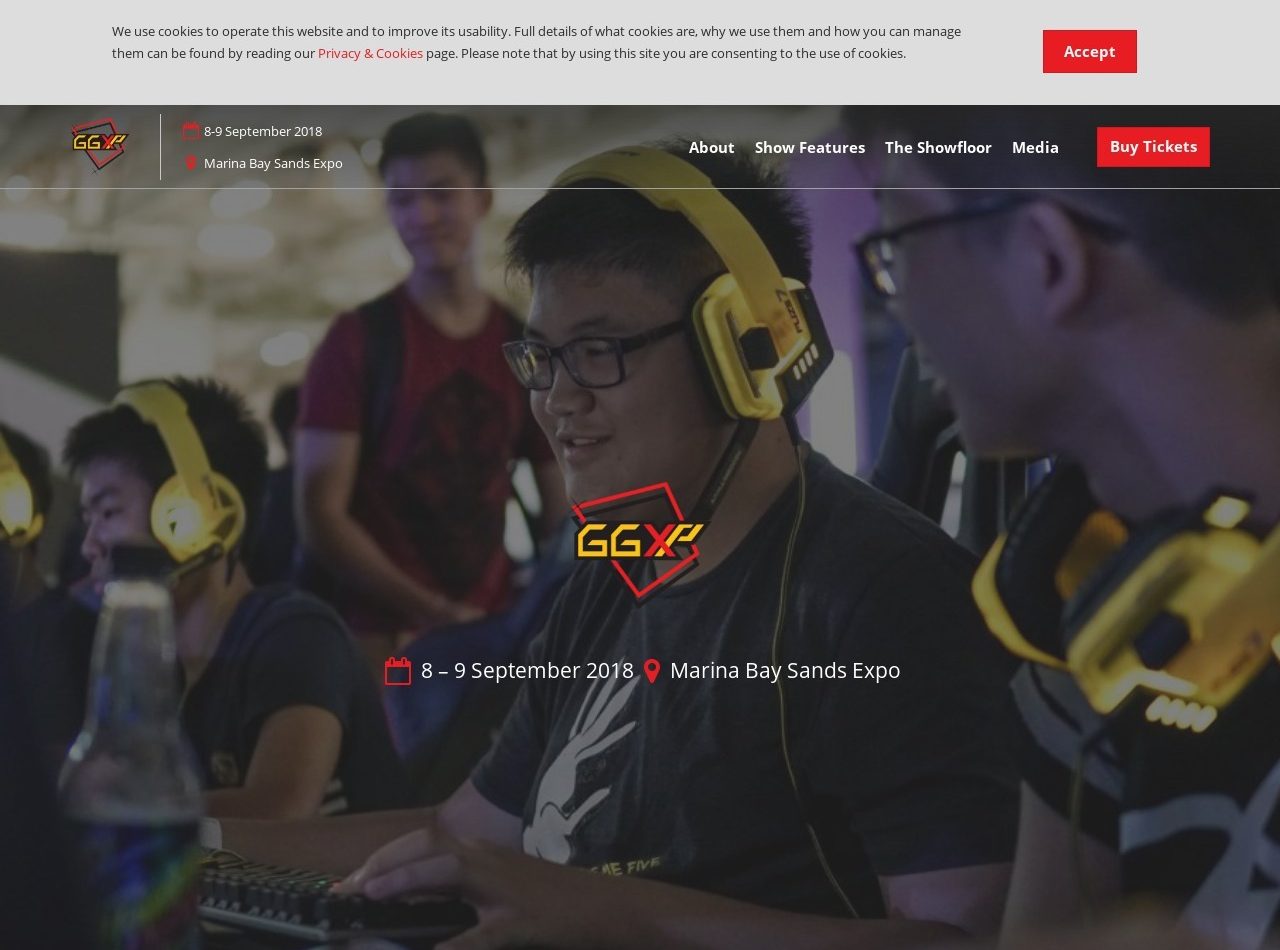 We use cookies to operate this website and to improve its usability. Full details of what cookies are, why we use them and how you can manage
them can be found by reading our Privacy & Cookies page. Please note that by using this site you are consenting to the use of cookies.
Accept
GGXP
8-9 September 2018
Marina Bay Sands Expo
About
Show Features
The Showfloor
Media
Buy Tickets
GGXP
8 – 9 September 2018
Marina Bay Sands Expo
ME FIVE